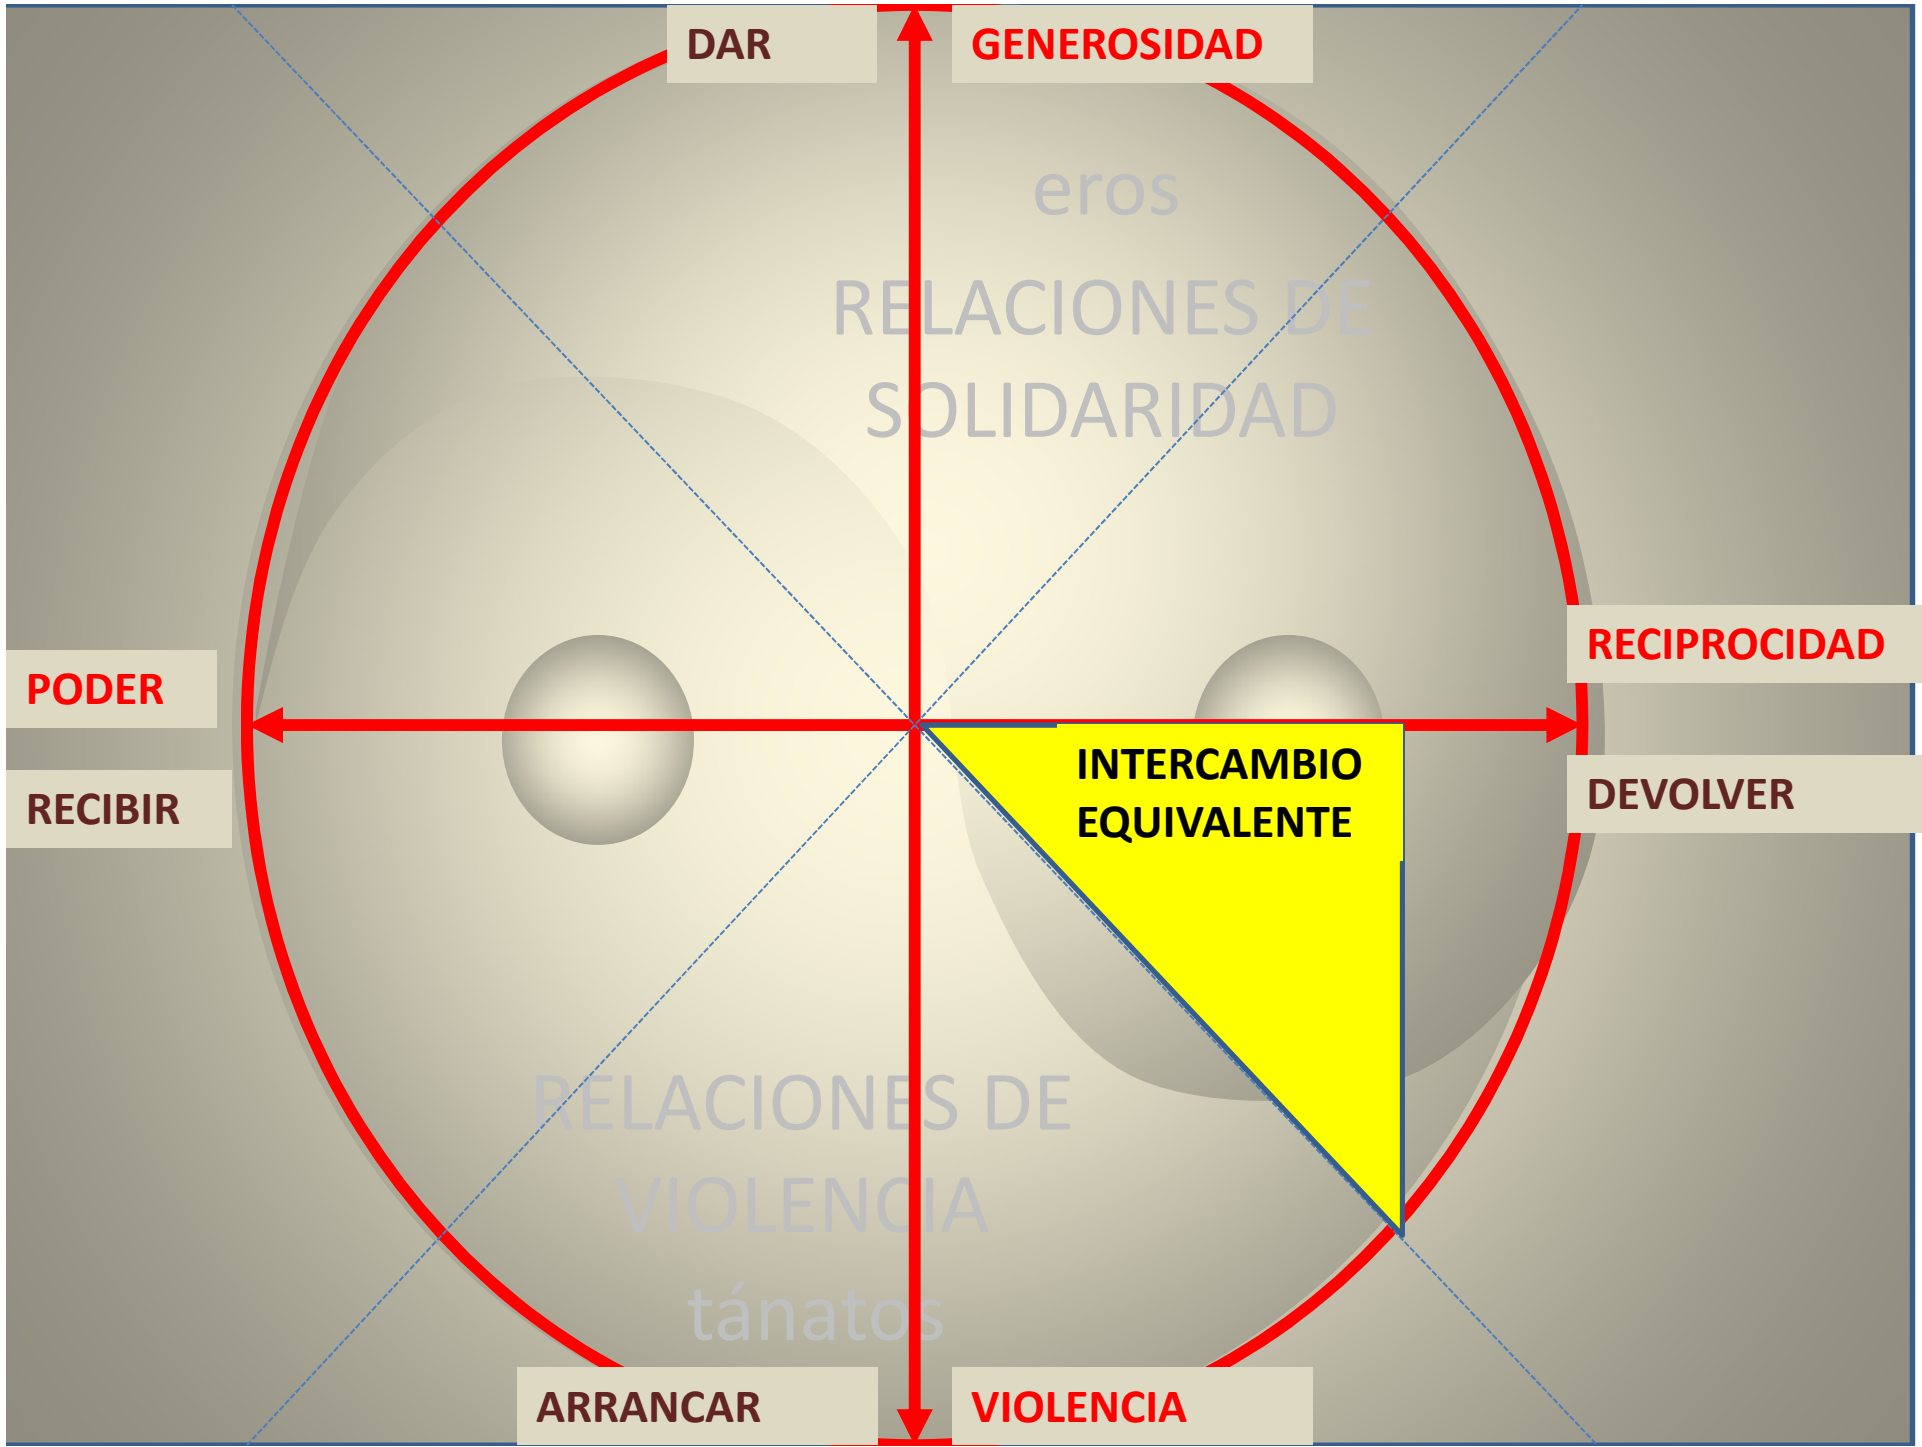 DAR
GENEROSIDAD
eros
RELACIONES DE
SOLIDARIDAD
RECIPROCIDAD
PODER
INTERCAMBIO
EQUIVALENTE
DEVOLVER
RECIBIR
RELACIONES DE
VIOLENCIA
tánatos
ARRANCAR
VIOLENCIA